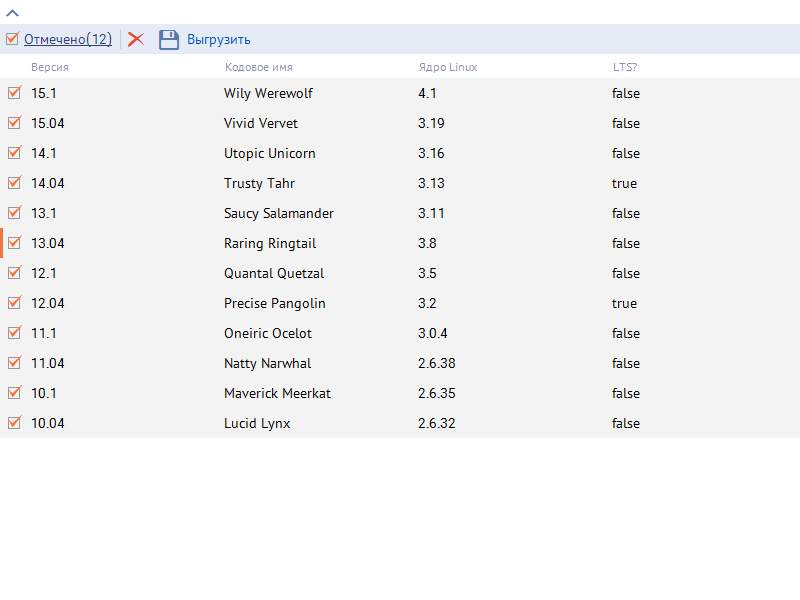 Отмечено(12) Выгрузить
Версия Кодовое имя Ядро Linux LTS?
15.1 Wily Werewolf 4.1 false
15.04 Vivid Vervet 3.19 false
14.1 Utopic Unicorn 3.16 false
14.04 Trusty Tahr 3.13 true
13.1 Saucy Salamander 3.11 false
13.04 Raring Ringtail 3.8 false
12.1 Quantal Quetzal 3.5 false
12.04 Precise Pangolin 3.2 true
11.1 Oneiric Ocelot 3.0.4 false
11.04 Natty Narwhal 2.6.38 false
10.1 Maverick Meerkat 2.6.35 false
10.04 Lucid Lynx 2.6.32 false